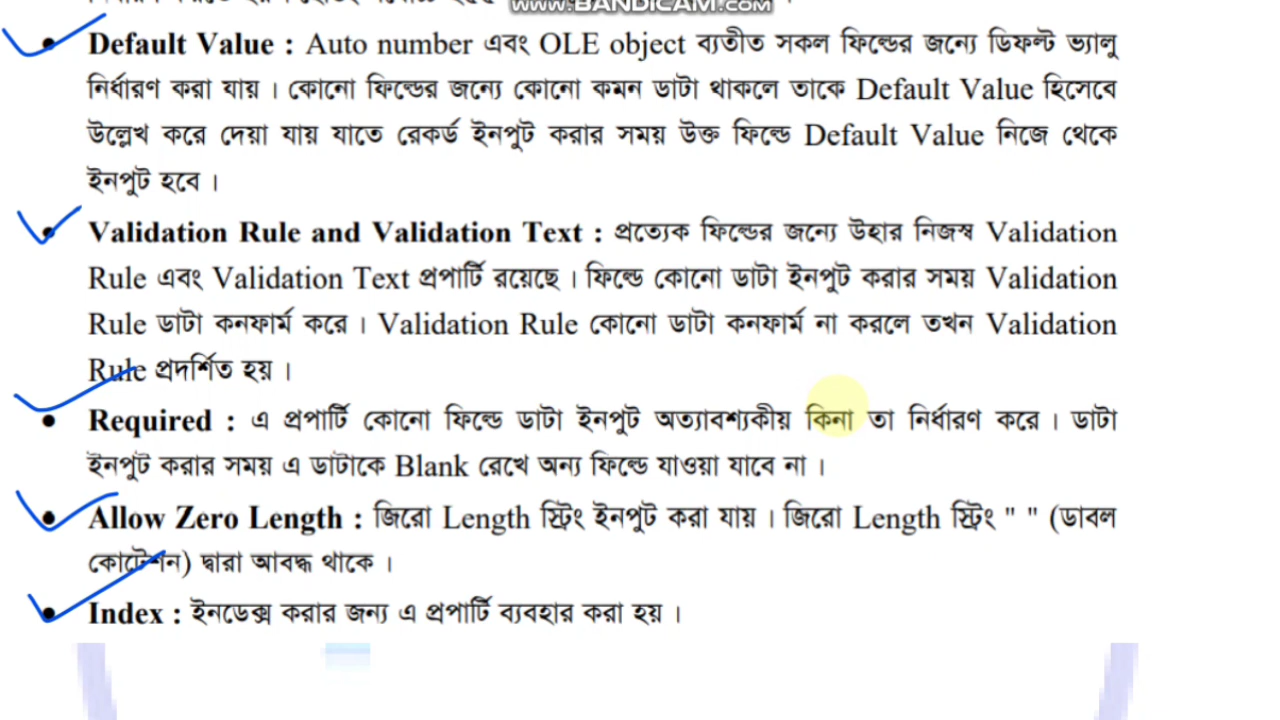 WWW.BANDICAM.COM
• Default Value : Auto number এবং OLE object ব্যতীত সকল ফিল্ডের জন্যে ডিফল্ট ভ্যালু
নির্ধারণ করা যায় । কোনো ফিল্ডের জন্যে কোনো কমন ডাটা থাকলে তাকে Default Value হিসেবে
উল্লেখ করে দেয়া যায় যাতে রেকর্ড ইনপুট করার সময় উক্ত ফিল্ডে Default Value নিজে থেকে
ইনপুট হবে ।
• Validation Rule and Validation Text : প্রত্যেক ফিল্ডের জন্যে উহার নিজস্ব Validation
Rule এবং Validation Text প্রপার্টি রয়েছে । ফিল্ডে কোনো ডাটা ইনপুট করার সময় Validation
Rule ডাটা কনফার্ম করে । Validation Rule কোনো ডাটা কনফার্ম না করলে তখন Validation
Rule প্রদর্শিত হয় ।
• Required : এ প্রপার্টি কোনো ফিল্ডে ডাটা ইনপুট অত্যাবশ্যকীয় কিনা তা নির্ধারণ করে । ডাটা
ইনপুট করার সময় এ ডাটাকে Blank রেখে অন্য ফিল্ডে যাওয়া যাবে না ।
• Allow Zero Length : জিরো Length স্ট্রিং ইনপুট করা যায় । জিরো Length স্ট্রিং " " (ডাবল
কোটেশন) দ্বারা আবদ্ধ থাকে ।
• Index : ইনডেক্স করার জন্য এ প্রপার্টি ব্যবহার করা হয় ।